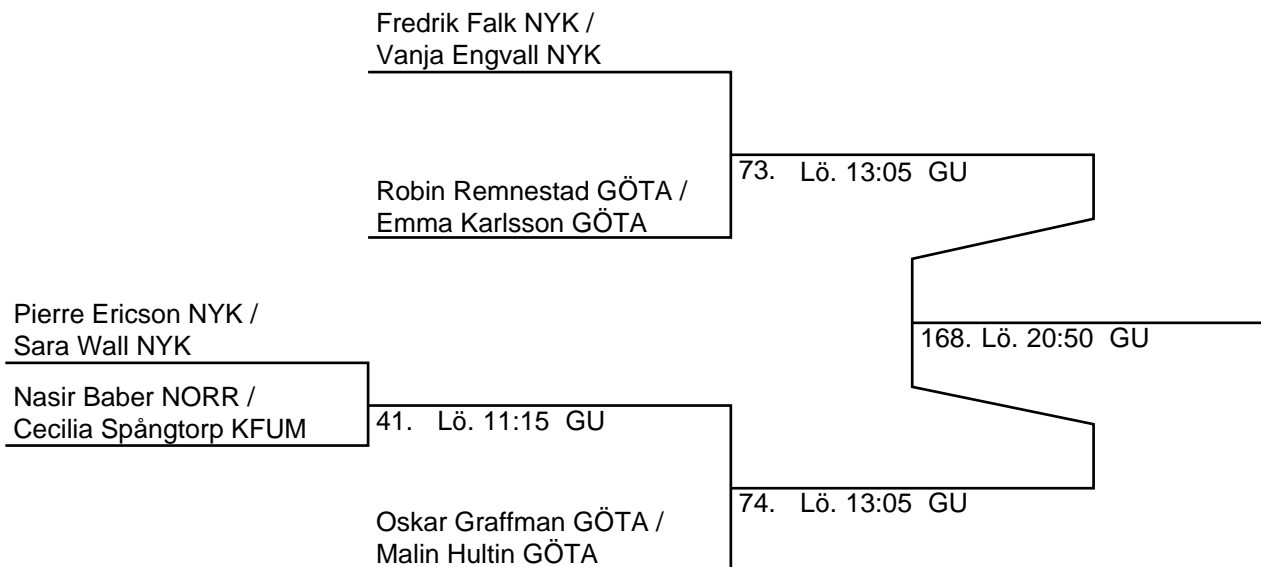 Fredrik Falk NYK /
Vanja Engvall NYK
73. Lö. 13:05 GU
Robin Remnestad GÖTA /
Emma Karlsson GÖTA
Pierre Ericson NYK /
Sara Wall NYK
168. Lö. 20:50 GU
Nasir Baber NORR /
Cecilia Spångtorp KFUM
41. Lö. 11:15 GU
74. Lö. 13:05 GU
Oskar Graffman GÖTA /
Malin Hultin GÖTA